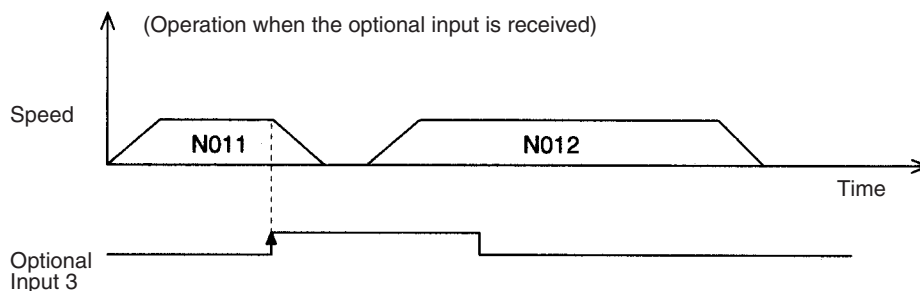 (Operation when the optional input is received)
Speed
N011
N012
Time
Optional
Input 3